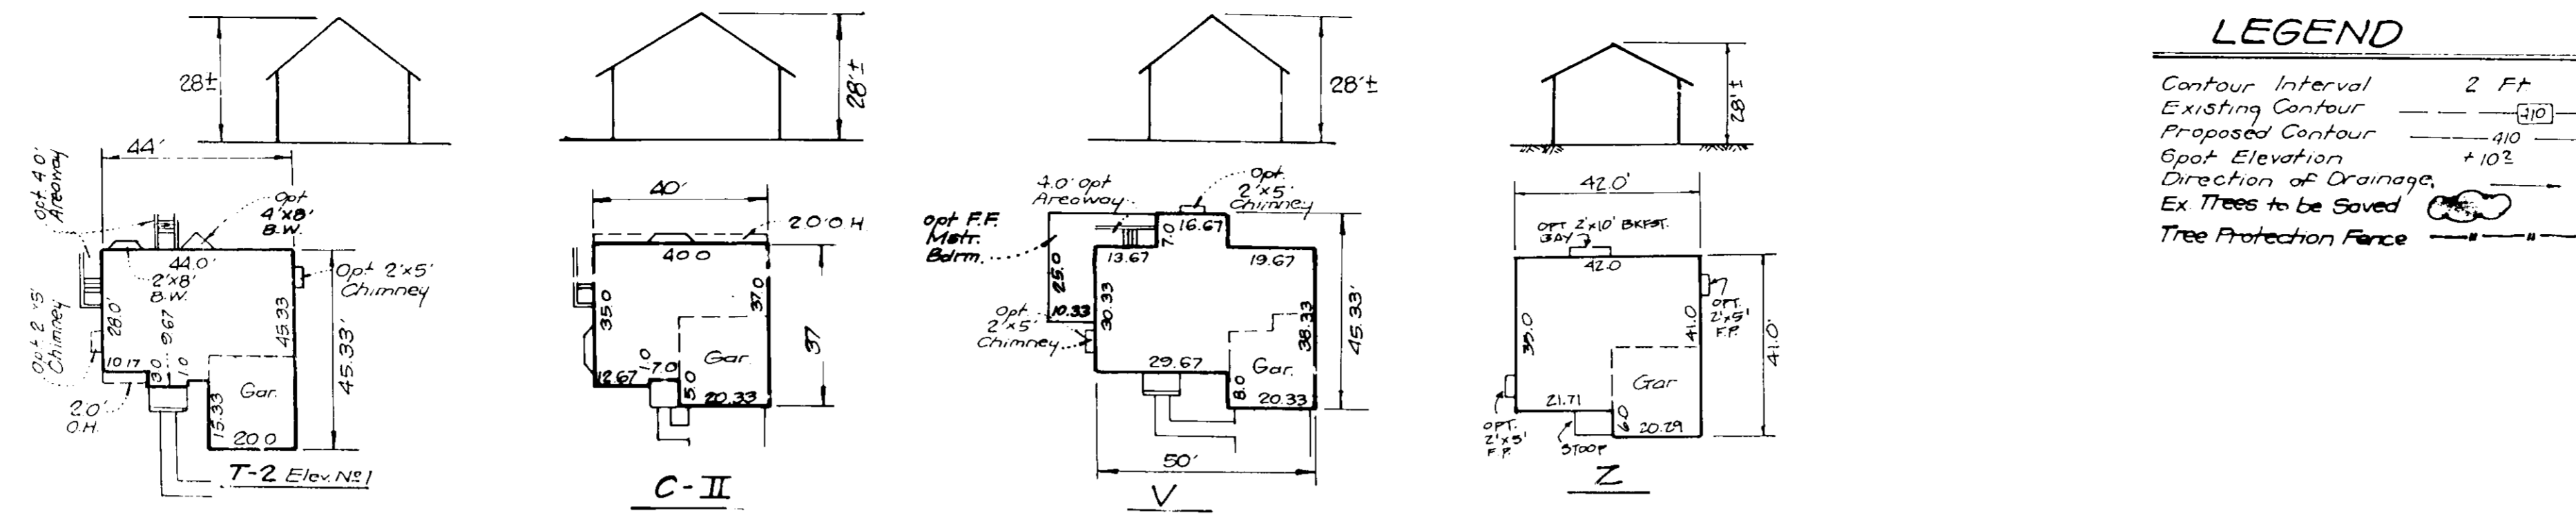 28±
44'
Opt 4.0'
Areaway
Opt
4'x8'
B.W.
44.0'
2'x8'
B.W.
Opt 2'x5'
Chimney
Opt 2'x5'
Chimney
28.0'
9.67
45.33
45.33'
10.17
3.0
1.0
2.0'
O.H.
15.33
Gar.
20.0
T-2 Elev. Nº1
28'±
40'
2.0' O.H.
40.0
35.0
37.0
37
1.0
7.0
12.67
5.0
Gar.
20.33
C-II
28'±
4.0' Opt
Areaway
Opt.
2'x5'
Chimney
Opt F.F.
Mstr.
Bdrm.
16.67
7.0
13.67
19.67
25.0
10.33
30.33
Opt.
2'x5'
Chimney
38.33
45.33'
29.67
8.0
Gar.
20.33
50'
V
28'±
42.0'
OPT 2'x10' BKFST.
BAY
42.0
35.0
41.0
41.0'
OPT.
2'x5'
F.P.
Gar
21.71
6.0
20.29
OPT.
2'x5'
F.P.
STOOP
Z
LEGEND
Contour Interval 2 Ft
Existing Contour 410
Proposed Contour 410
Spot Elevation +10²
Direction of Drainage
Ex. Trees to be Saved
Tree Protection Fence